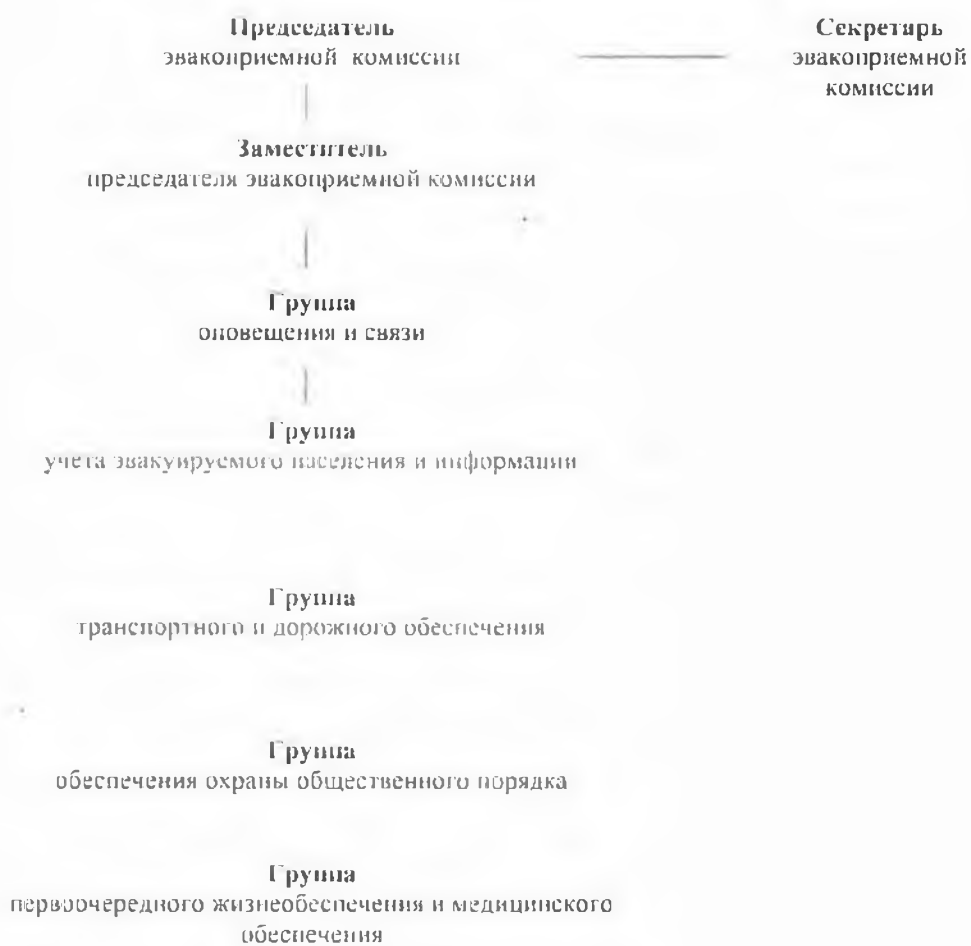 Председатель
эвакоприемной комиссии
Секретарь
эвакоприемной
комиссии
Заместитель
председателя эвакоприемной комиссии
Группа
оповещения и связи
Группа
учета эвакуируемого населения и информации
Группа
транспортного и дорожного обеспечения
Группа
обеспечения охраны общественного порядка
Группа
первоочередного жизнеобеспечения и медицинского
обеспечения